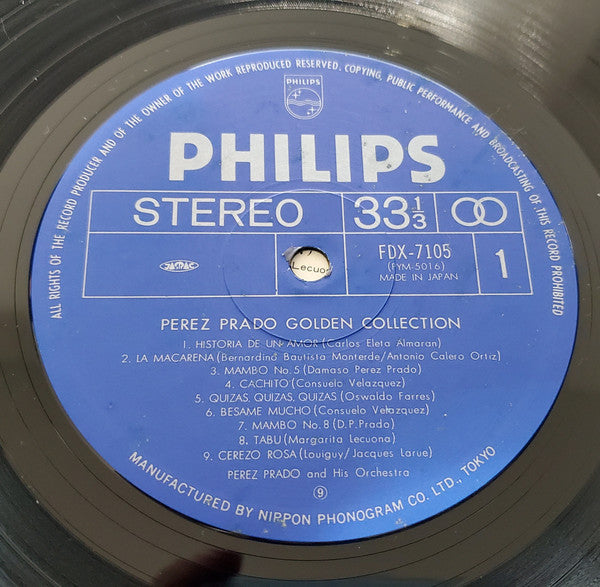 ALL RIGHTS OF THE RECORD PRODUCER AND OF THE OWNER OF THE WORK REPRODUCED RESERVED. COPYING, PUBLIC PERFORMANCE AND BROADCASTING OF THIS RECORD PROHIBITED
PHILIPS
PHILIPS
STEREO 33 1/3
JASRAC
Lecuo
FDX-7105
(FYM-5016)
MADE IN JAPAN
1
PEREZ PRADO GOLDEN COLLECTION
1. HISTORIA DE UN AMOR (Carlos Eleta Almaran)
2. LA MACARENA (Bernardino Bautista Monterde/Antonio Calero Ortiz)
3. MAMBO No. 5 (Damaso Perez Prado)
4. CACHITO (Consuelo Velazquez)
5. QUIZAS, QUIZAS, QUIZAS (Oswaldo Farres)
6. BESAME MUCHO (Consuelo Velazquez)
7. MAMBO No. 8 (D.P. Prado)
8. TABU (Margarita Lecuona)
9. CEREZO ROSA (Louiguy/Jacques Larue)
PEREZ PRADO and His Orchestra
9
MANUFACTURED BY NIPPON PHONOGRAM CO. LTD., TOKYO